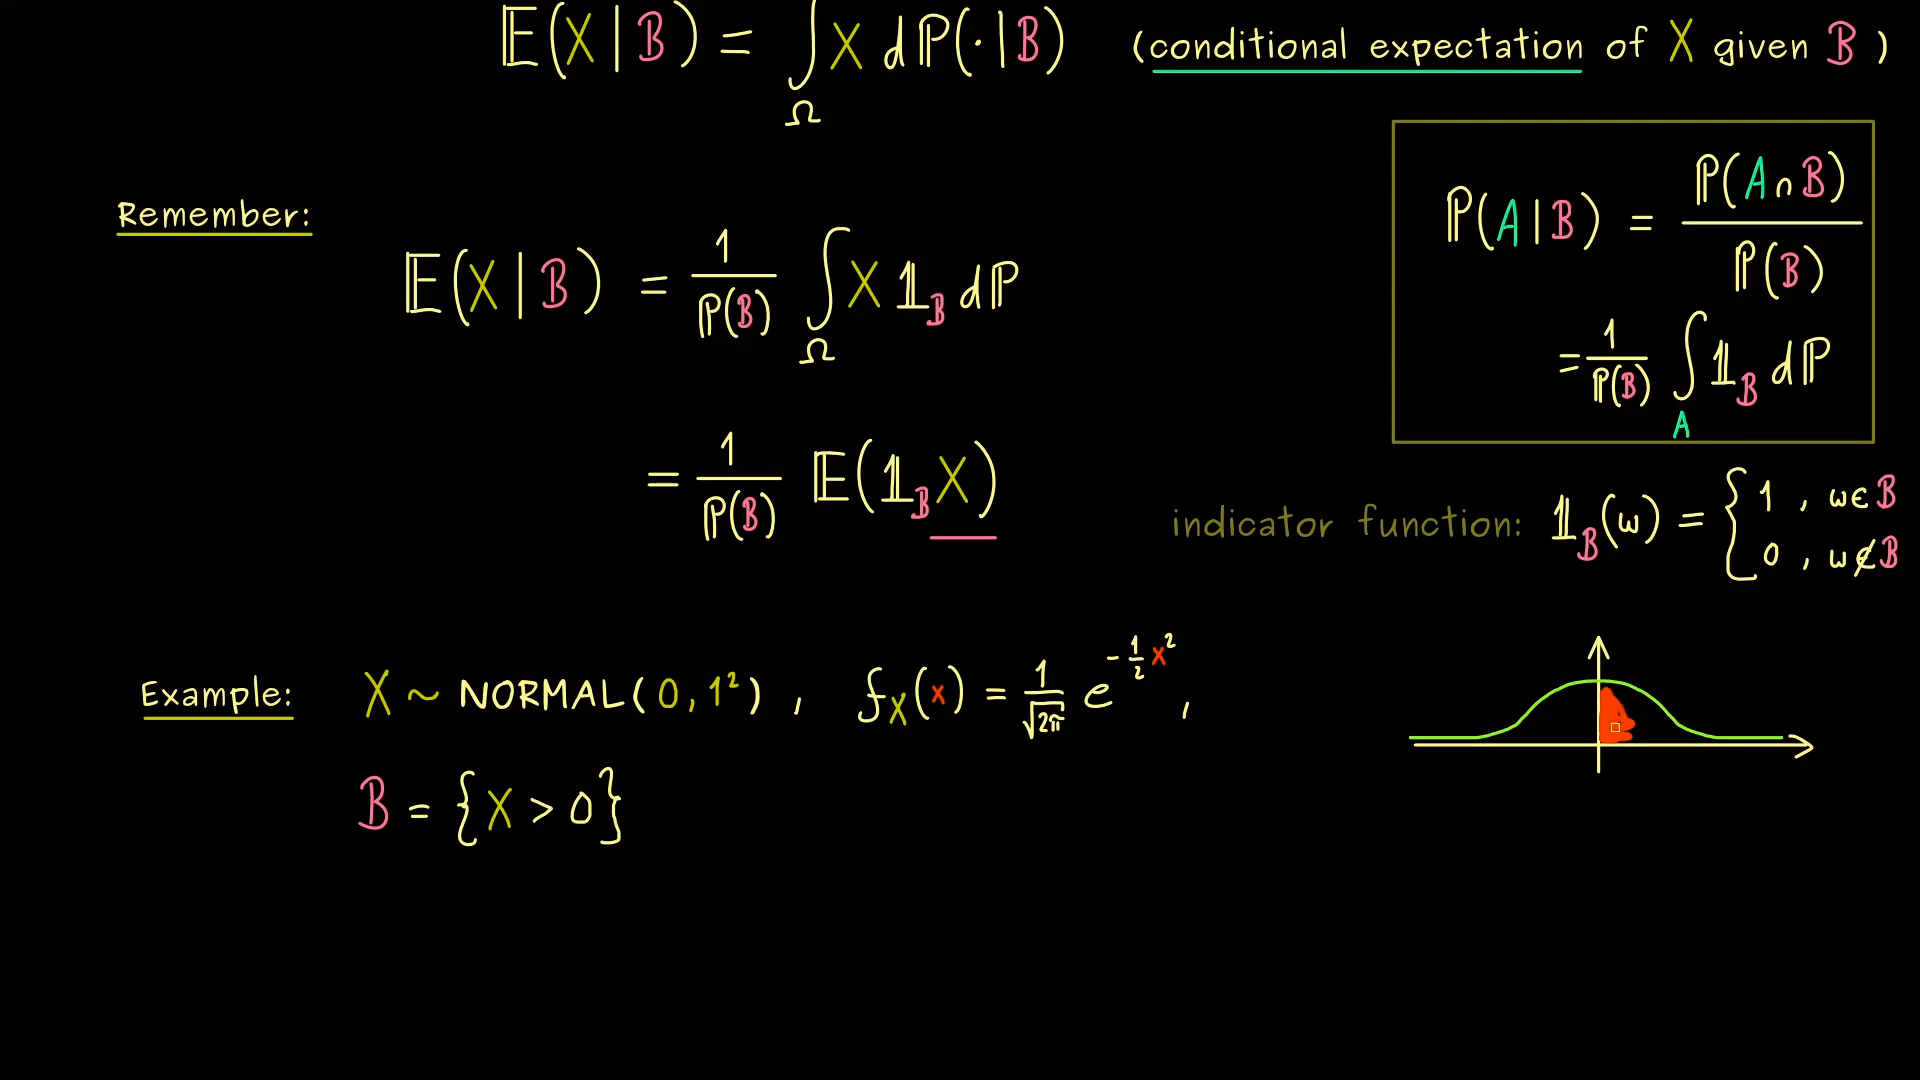 𝔼(X|B) = ∫_Ω X dℙ(·|B) (conditional expectation of X given B)
Remember:
𝔼(X|B) = 1/ℙ(B) ∫_Ω X 𝟙_B dℙ
= 1/ℙ(B) 𝔼(𝟙_B X)
ℙ(A|B) = ℙ(A∩B)/ℙ(B)
= 1/ℙ(B) ∫_A 𝟙_B dℙ
indicator function: 𝟙_B(ω) = { 1 , ω∈B
0 , ω∉B
Example: X ~ NORMAL(0, 1²) , f_X(x) = 1/√2π e^(-1/2 x²) ,
B = {X > 0}